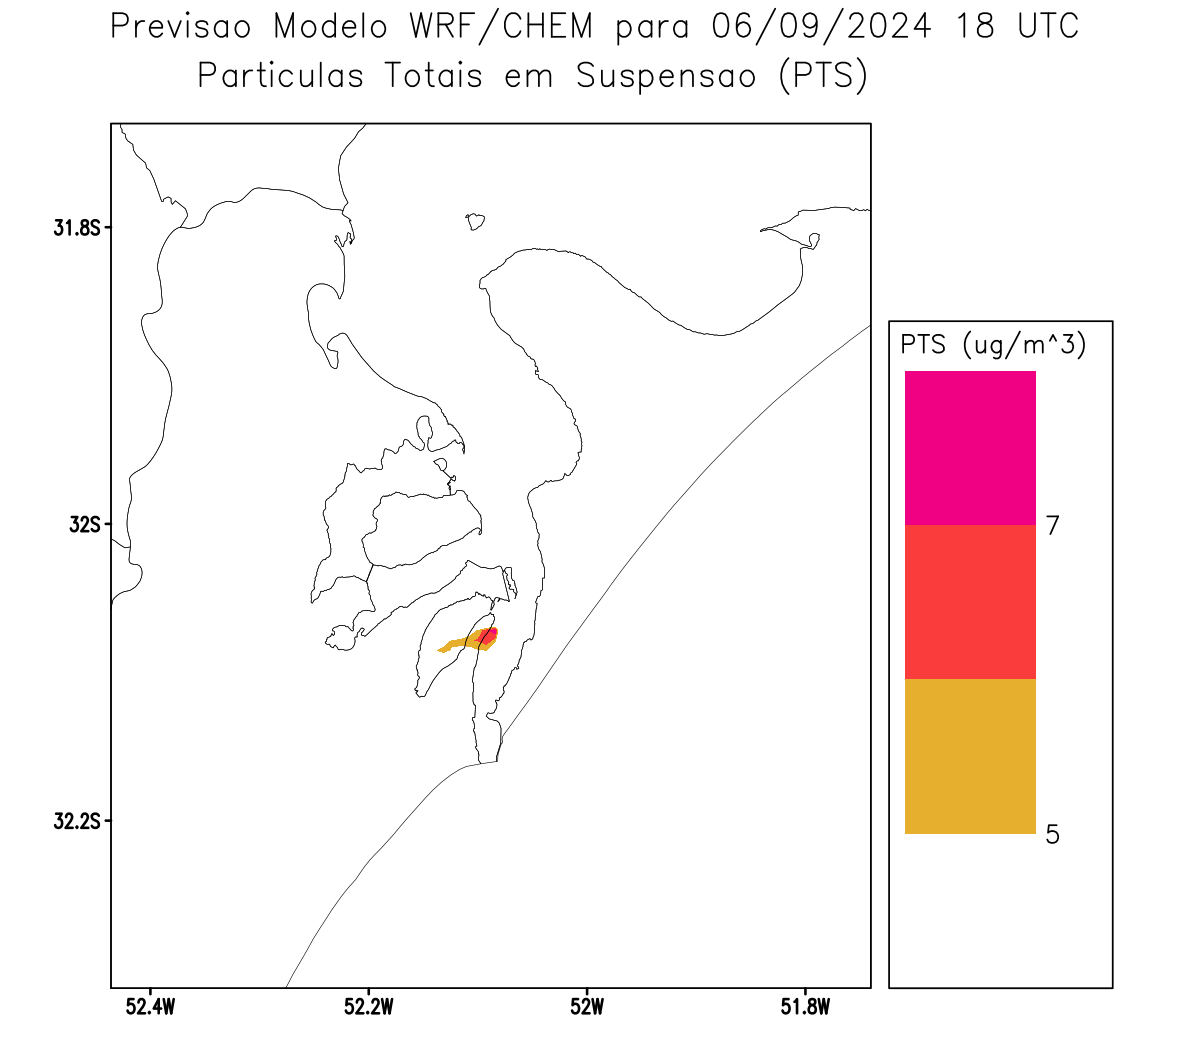 Previsao Modelo WRF/CHEM para 06/09/2024 18 UTC
Particulas Totais em Suspensao (PTS)
31.8S
32S
32.2S
52.4W
52.2W
52W
51.8W
PTS (ug/m^3)
7
5